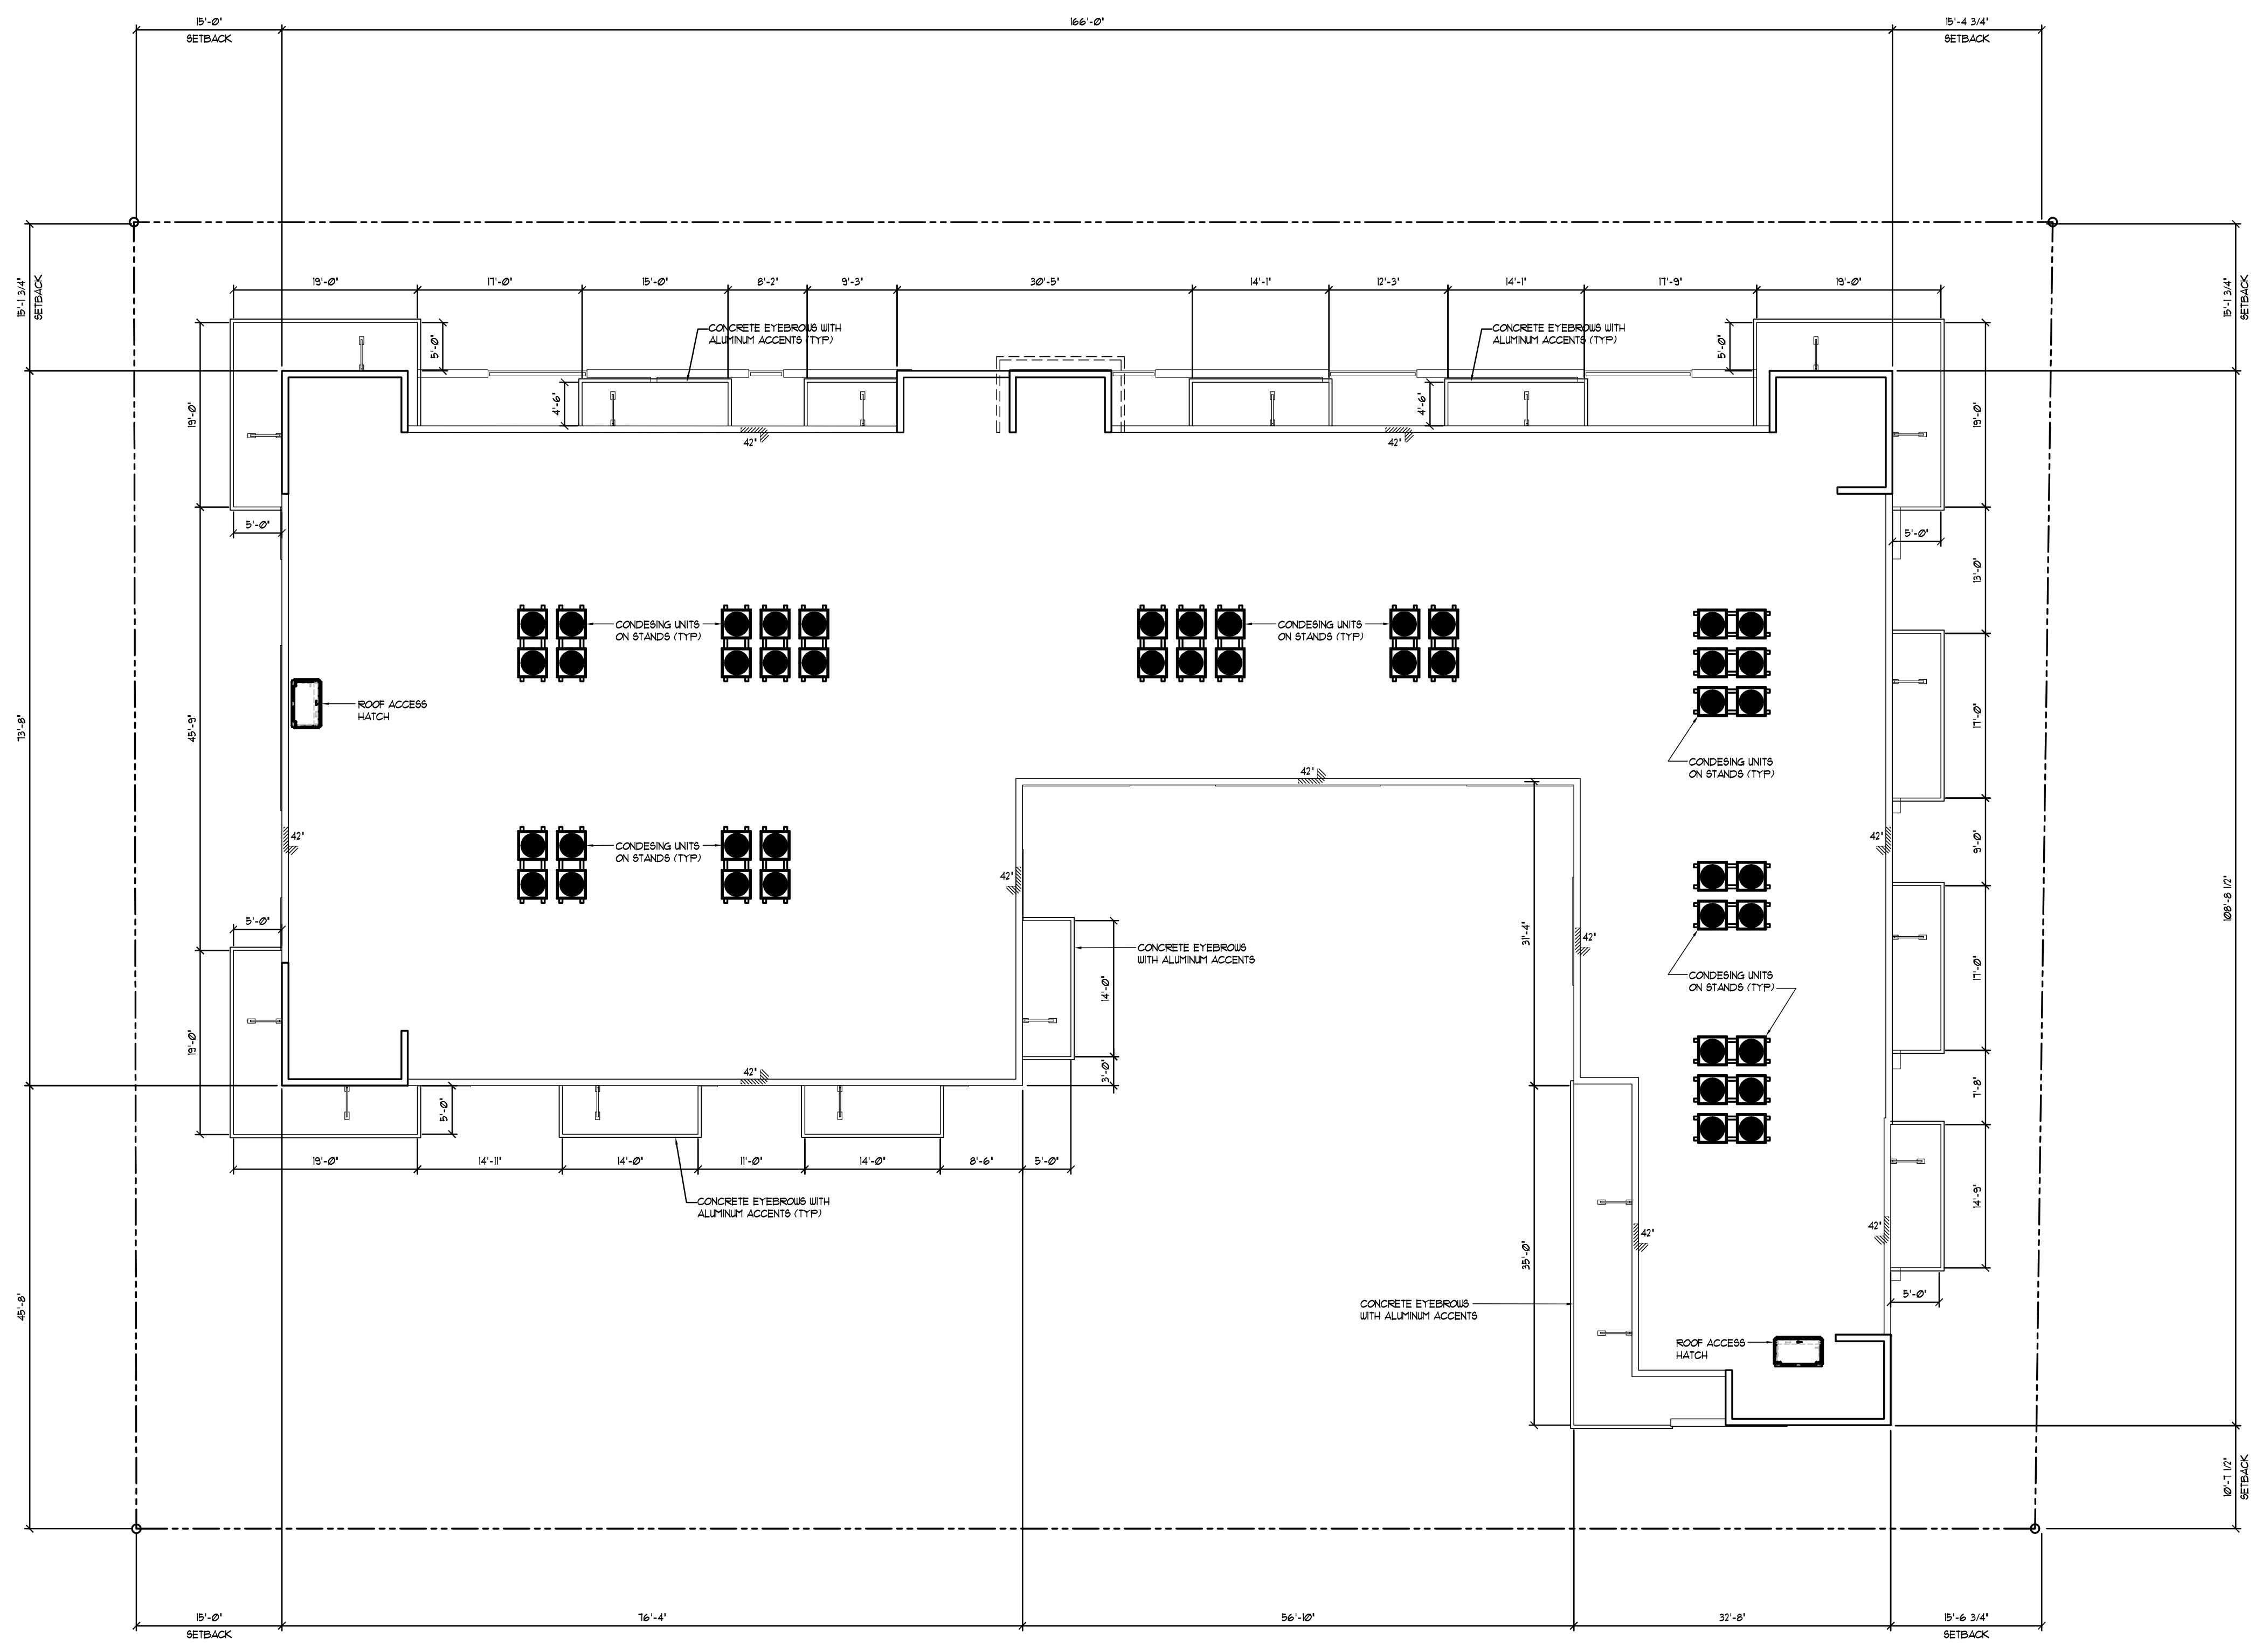 15'-0"
166'-0"
15'-4 3/4"
SETBACK
SETBACK
15'-1 3/4"
SETBACK
15'-1 3/4"
SETBACK
19'-0"
17'-0"
15'-0"
8'-2"
9'-3"
30'-5"
14'-1"
12'-3"
14'-1"
17'-9"
19'-0"
CONCRETE EYEBROWS WITH
ALUMINUM ACCENTS (TYP)
CONCRETE EYEBROWS WITH
ALUMINUM ACCENTS (TYP)
5'-0"
5'-0"
4'-6"
4'-6"
19'-0"
19'-0"
42"
42"
5'-0"
5'-0"
13'-0"
CONDESING UNITS
ON STANDS (TYP)
CONDESING UNITS
ON STANDS (TYP)
ROOF ACCESS
HATCH
73'-8"
45'-9"
17'-0"
CONDESING UNITS
ON STANDS (TYP)
42"
42"
42"
9'-0"
CONDESING UNITS
ON STANDS (TYP)
42"
108'-8 1/2"
5'-0"
31'-4"
42"
CONCRETE EYEBROWS
WITH ALUMINUM ACCENTS
14'-0"
17'-0"
CONDESING UNITS
ON STANDS (TYP)
19'-0"
3'-0"
42"
5'-0"
7'-8"
19'-0"
14'-11"
14'-0"
11'-0"
14'-0"
8'-6"
5'-0"
CONCRETE EYEBROWS WITH
ALUMINUM ACCENTS (TYP)
14'-9"
42"
42"
35'-0"
45'-8"
5'-0"
CONCRETE EYEBROWS
WITH ALUMINUM ACCENTS
ROOF ACCESS
HATCH
10'-7 1/2"
SETBACK
15'-0"
76'-4"
56'-10"
32'-8"
15'-6 3/4"
SETBACK
SETBACK